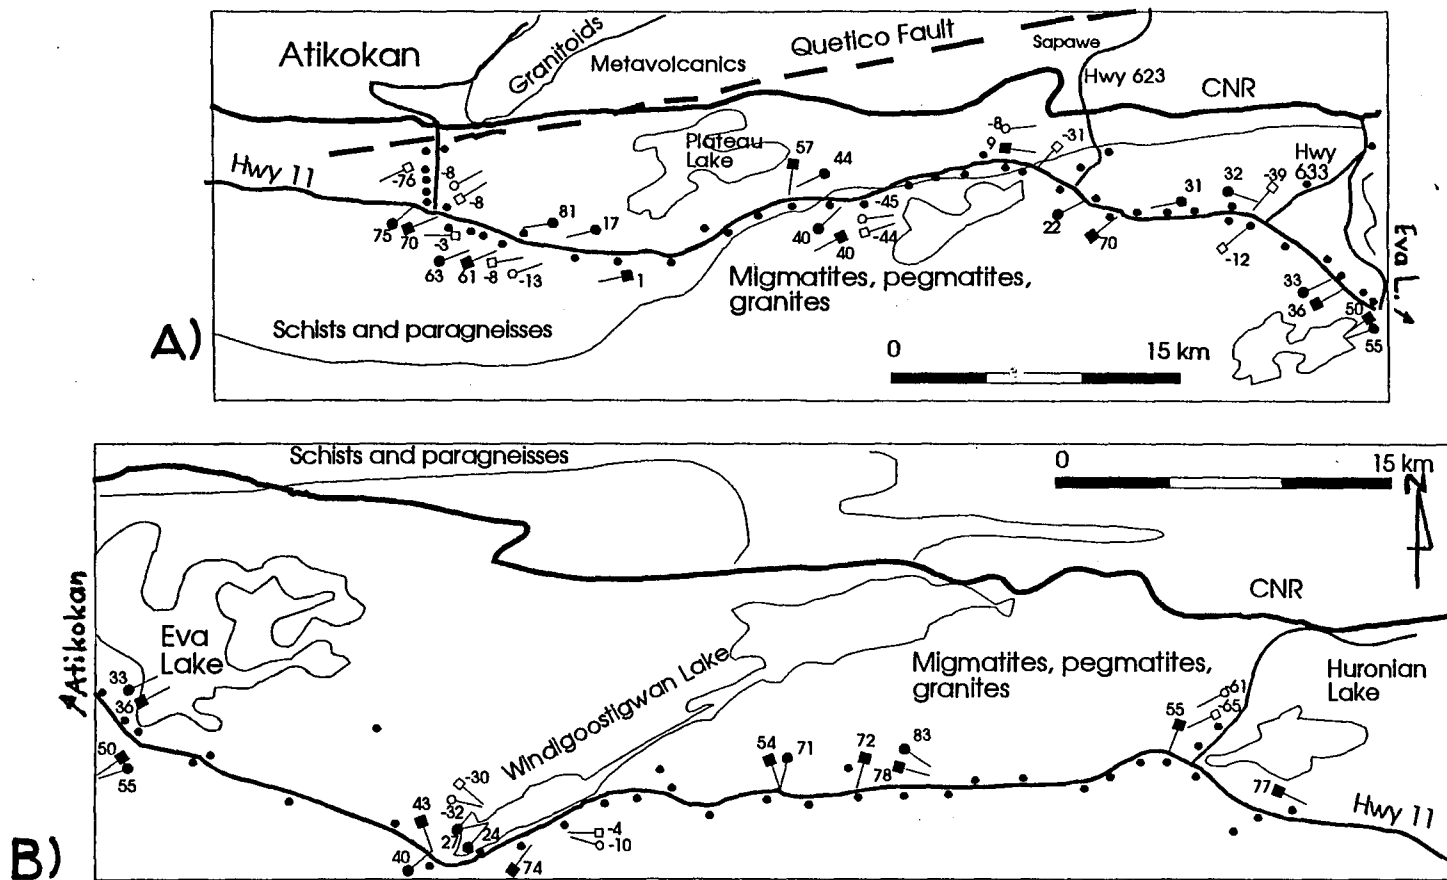 Atikokan
Granitoids
Metavolcanics
Quetico Fault
Sapawe
Hwy 623
CNR
Hwy 11
-76
-8
-8
Plateau
Lake
57
44
-8
9
-31
Hwy
633
75
70
-3
81
17
63
61
-8
-13
1
40
40
-45
-44
22
70
31
32
-39
-12
33
36
50
55
Eva L.
Migmatites, pegmatites,
granites
Schists and paragneisses
A)
0
15 km
Schists and paragneisses
0
15 km
N
Atikokan
Eva
Lake
33
36
50
55
CNR
Windigoostigwan Lake
Migmatites, pegmatites,
granites
Huronian
Lake
-61
-65
55
54
71
72
83
78
77
Hwy 11
-30
-32
43
27
24
40
74
-4
-10
B)